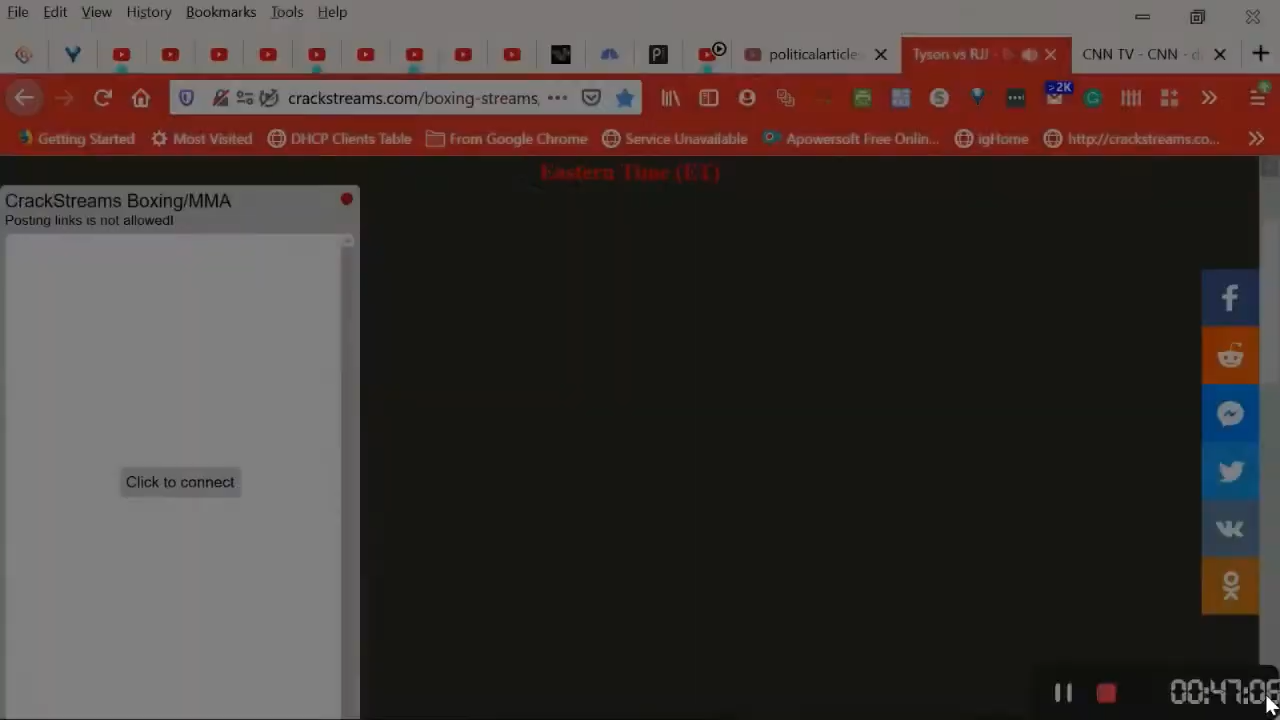 File Edit View History Bookmarks Tools Help
politicalarticle Tyson vs RJJ - CNN TV - CNN - d
crackstreams.com/boxing-streams, >2K
Getting Started Most Visited DHCP Clients Table From Google Chrome Service Unavailable Apowersoft Free Onlin... igHome http://crackstreams.co...
Eastern Time (ET)
CrackStreams Boxing/MMA
Posting links is not allowed!
Click to connect
00:47:06